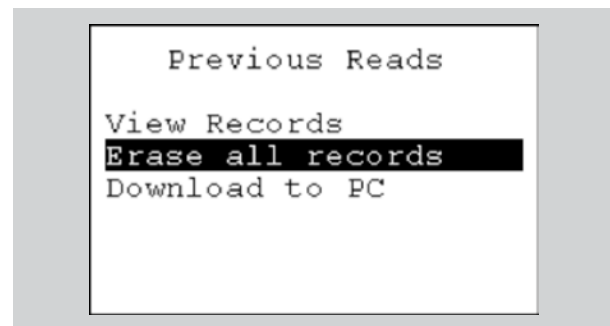 Previous Reads
View Records
Erase all records
Download to PC